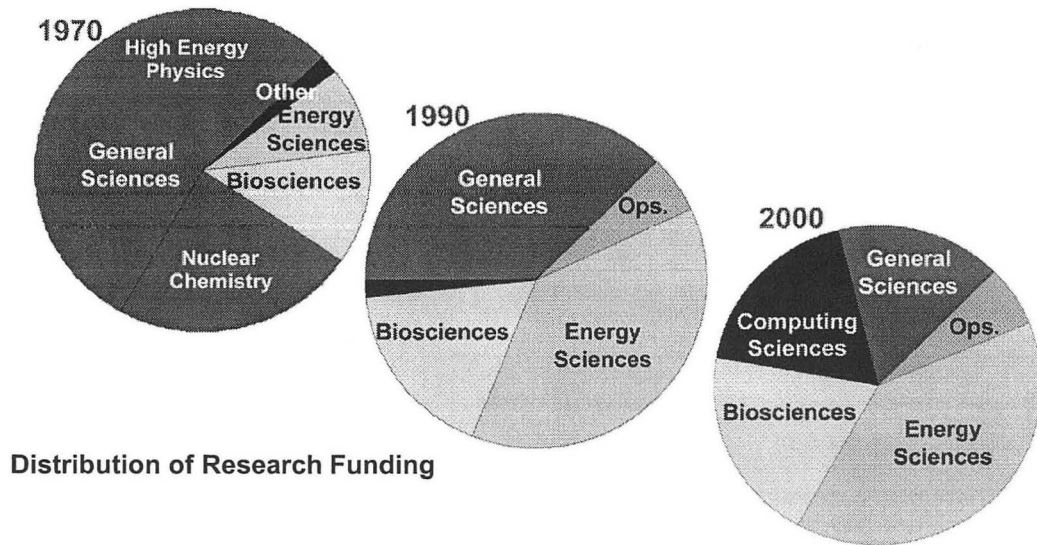 1970
High Energy
Physics
Other
Energy
Sciences
General
Sciences
Biosciences
Nuclear
Chemistry
1990
General
Sciences
Ops.
Biosciences
Energy
Sciences
2000
General
Sciences
Ops.
Computing
Sciences
Biosciences
Energy
Sciences
Distribution of Research Funding